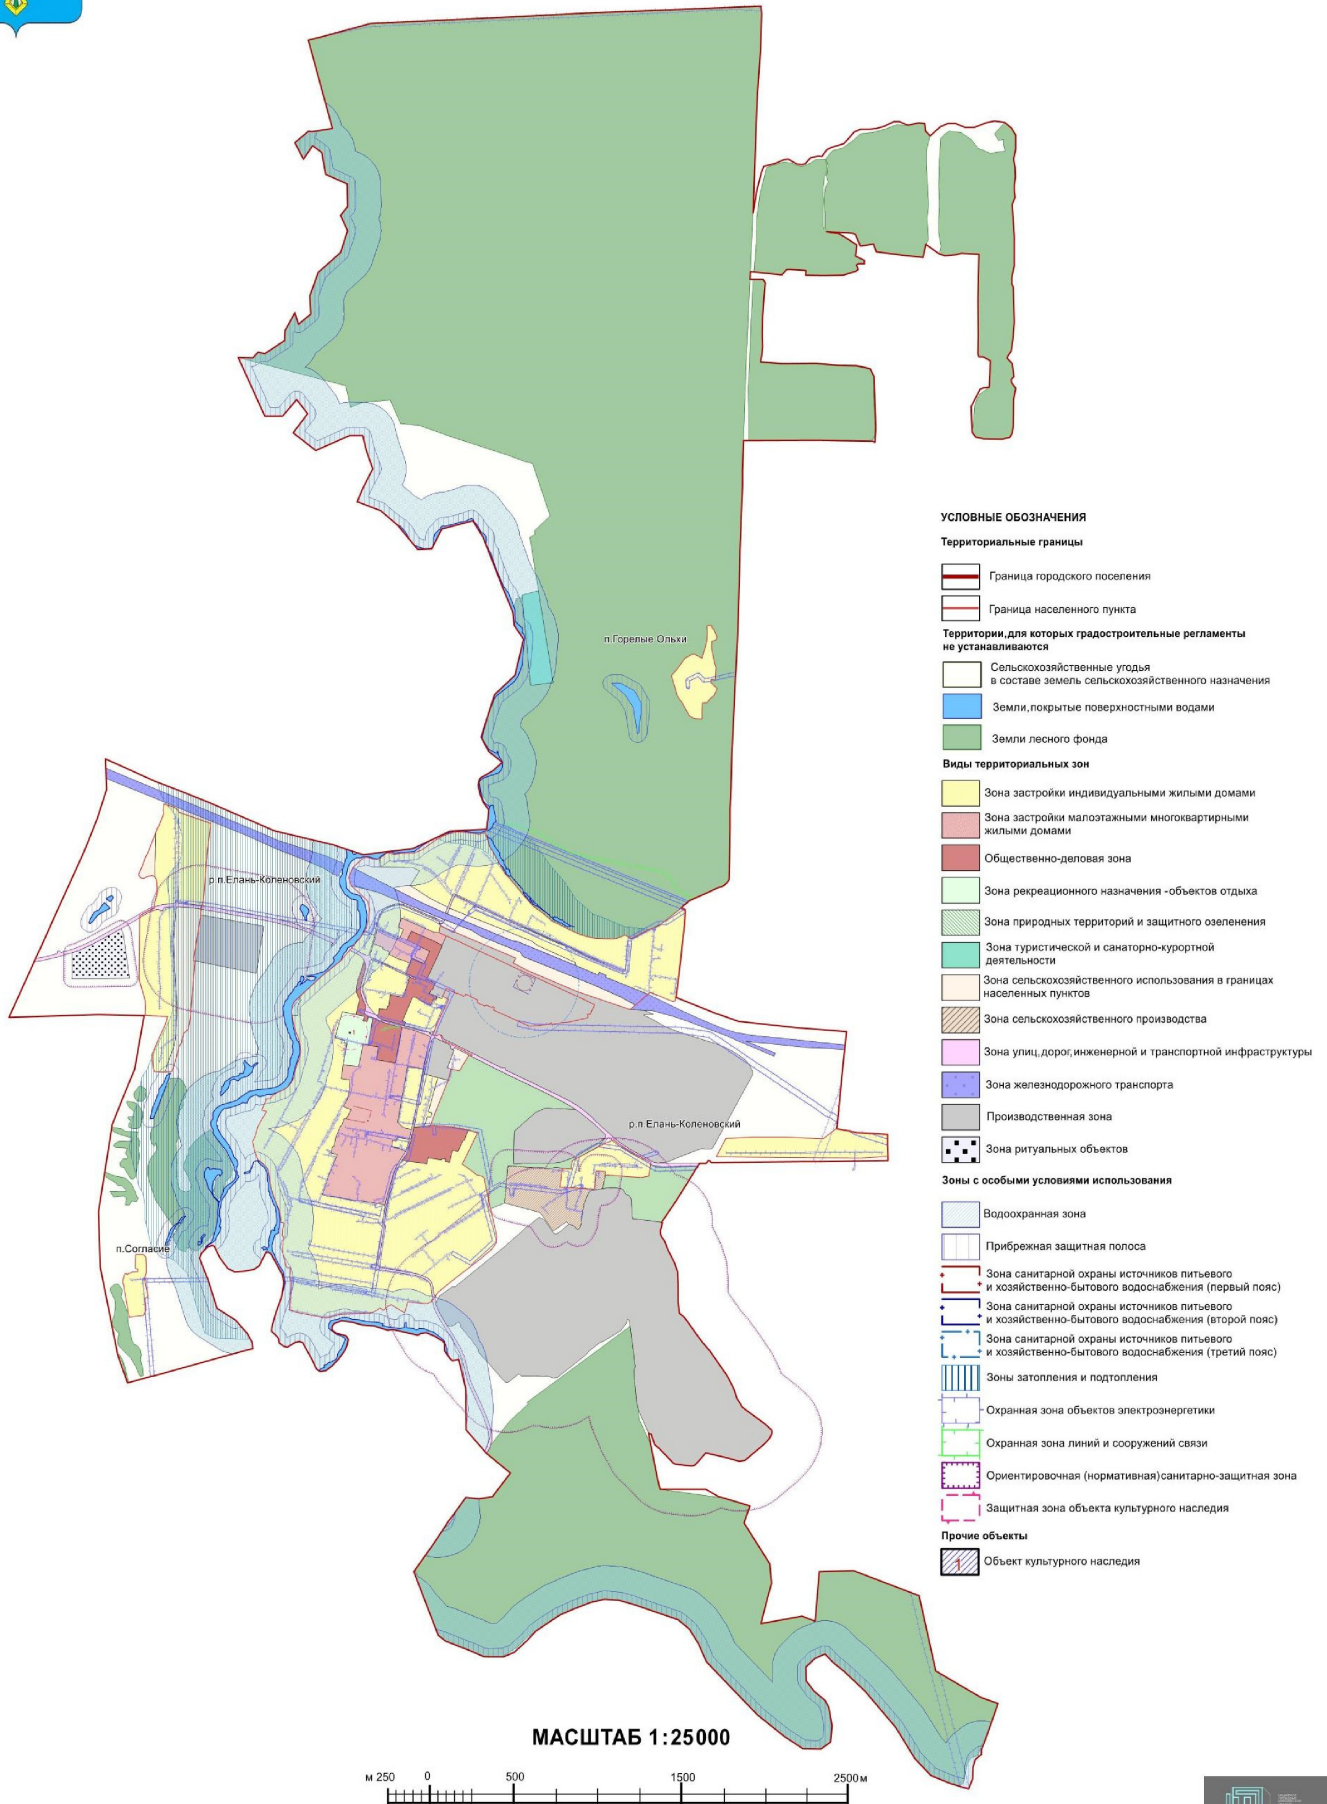 п.Горелые Ольхи
р.п.Елань-Коленовский
р.п.Елань-Коленовский
п.Согласие
УСЛОВНЫЕ ОБОЗНАЧЕНИЯ
Территориальные границы
Граница городского поселения
Граница населенного пункта
Территории,для которых градостроительные регламенты
не устанавливаются
Сельскохозяйственные угодья
в составе земель сельскохозяйственного назначения
Земли,покрытые поверхностными водами
Земли лесного фонда
Виды территориальных зон
Зона застройки индивидуальными жилыми домами
Зона застройки малоэтажными многоквартирными
жилыми домами
Общественно-деловая зона
Зона рекреационного назначения -объектов отдыха
Зона природных территорий и защитного озеленения
Зона туристической и санаторно-курортной
деятельности
Зона сельскохозяйственного использования в границах
населенных пунктов
Зона сельскохозяйственного производства
Зона улиц,дорог,инженерной и транспортной инфраструктуры
Зона железнодорожного транспорта
Производственная зона
Зона ритуальных объектов
Зоны с особыми условиями использования
Водоохранная зона
Прибрежная защитная полоса
Зона санитарной охраны источников питьевого
и хозяйственно-бытового водоснабжения (первый пояс)
Зона санитарной охраны источников питьевого
и хозяйственно-бытового водоснабжения (второй пояс)
Зона санитарной охраны источников питьевого
и хозяйственно-бытового водоснабжения (третий пояс)
Зоны затопления и подтопления
Охранная зона объектов электроэнергетики
Охранная зона линий и сооружений связи
Ориентировочная (нормативная)санитарно-защитная зона
Защитная зона объекта культурного наследия
Прочие объекты
1 Объект культурного наследия
МАСШТАБ 1:25000
м 250 0 500 1500 2500м